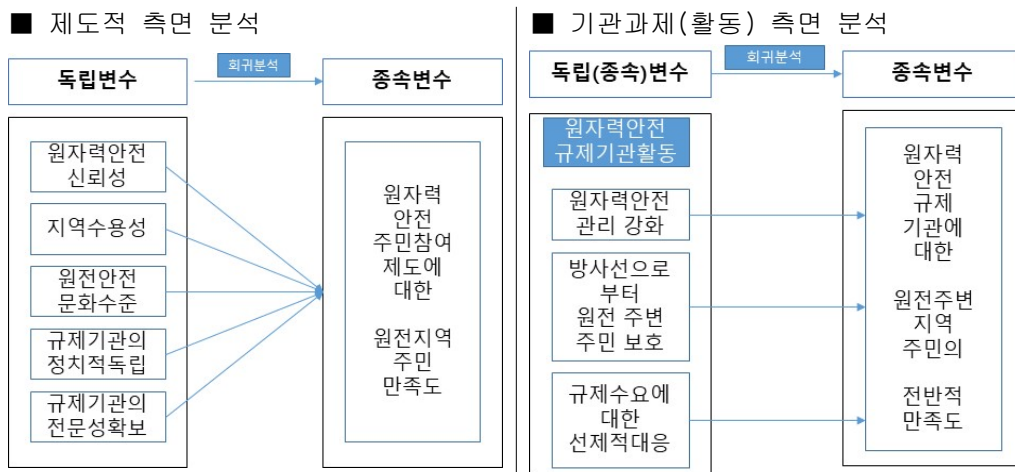 ■ 제도적 측면 분석
독립변수
회귀분석
종속변수
원자력안전
신뢰성
지역수용성
원전안전
문화수준
규제기관의
정치적독립
규제기관의
전문성확보
원자력
안전
주민참여
제도에
대한
원전지역
주민
만족도
■ 기관과제(활동) 측면 분석
독립(종속)변수
회귀분석
종속변수
원자력안전
규제기관활동
원자력안전
관리 강화
방사선으로
부터
원전 주변
주민 보호
규제수요에
대한
선제적대응
원자력
안전
규제
기관에
대한
원전주변
지역
주민의
전반적
만족도